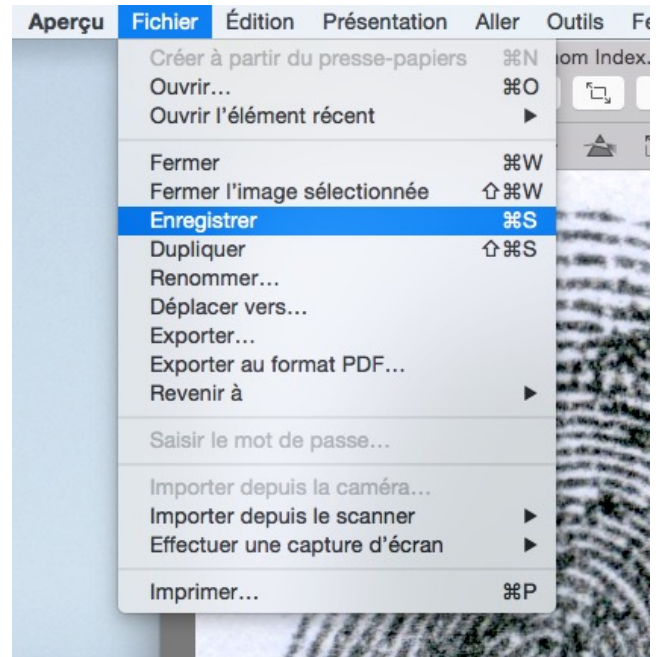 Aperçu Fichier Édition Présentation Aller Outils
nom Index.
Créer à partir du presse-papiers ⌘N
Ouvrir... ⌘O
Ouvrir l'élément récent ▶
Fermer ⌘W
Fermer l'image sélectionnée ⇧⌘W
Enregistrer ⌘S
Dupliquer ⇧⌘S
Renommer...
Déplacer vers...
Exporter...
Exporter au format PDF...
Revenir à ▶
Saisir le mot de passe...
Importer depuis la caméra...
Importer depuis le scanner ▶
Effectuer une capture d'écran ▶
Imprimer... ⌘P